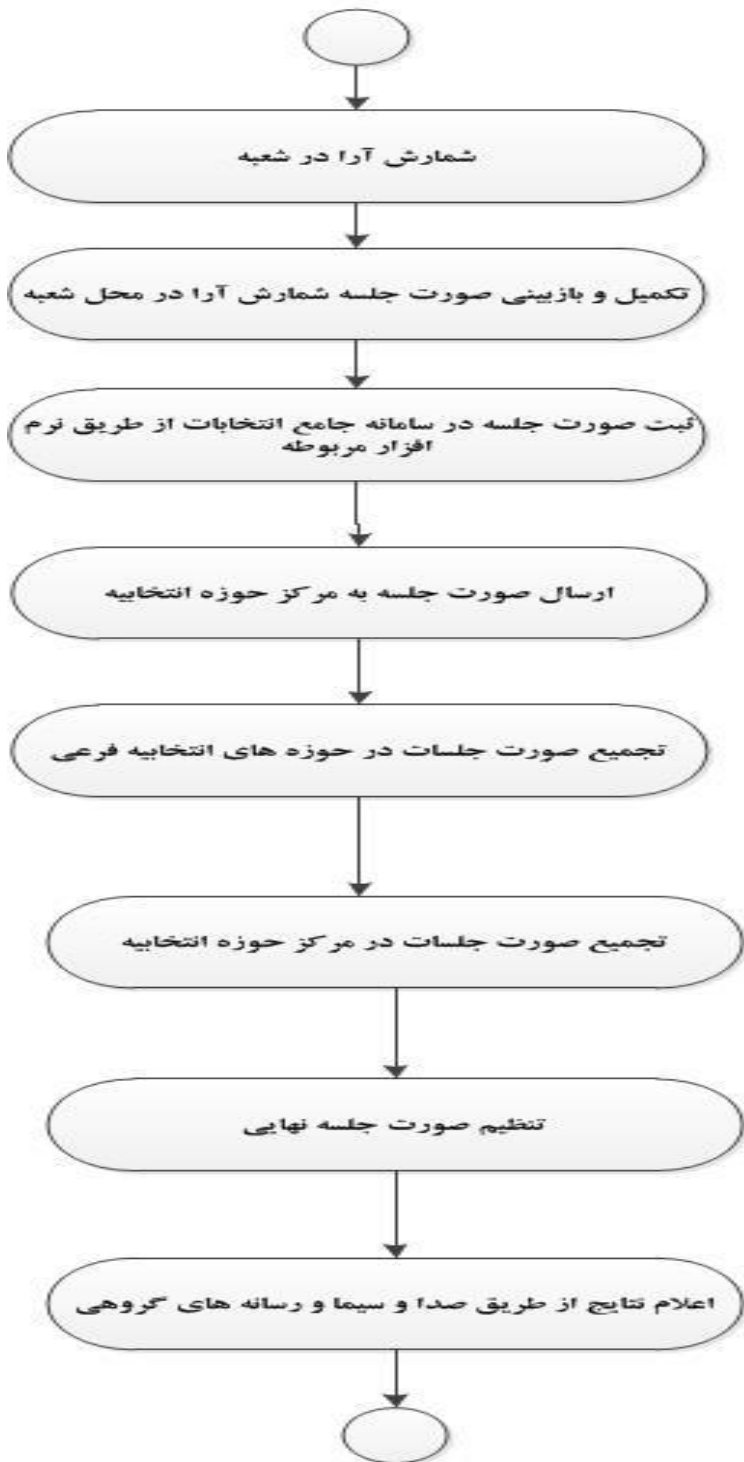 شمارش آرا در شعبه
تکمیل و بازبینی صورت جلسه شمارش آرا در محل شعبه
ثبت صورت جلسه در سامانه جامع انتخابات از طریق نرم
افزار مربوطه
ارسال صورت جلسه به مرکز حوزه انتخابیه
تجمیع صورت جلسات در حوزه های انتخابیه فرعی
تجمیع صورت جلسات در مرکز حوزه انتخابیه
تنظیم صورت جلسه نهایی
اعلام نتایج از طریق صدا و سیما و رسانه های گروهی